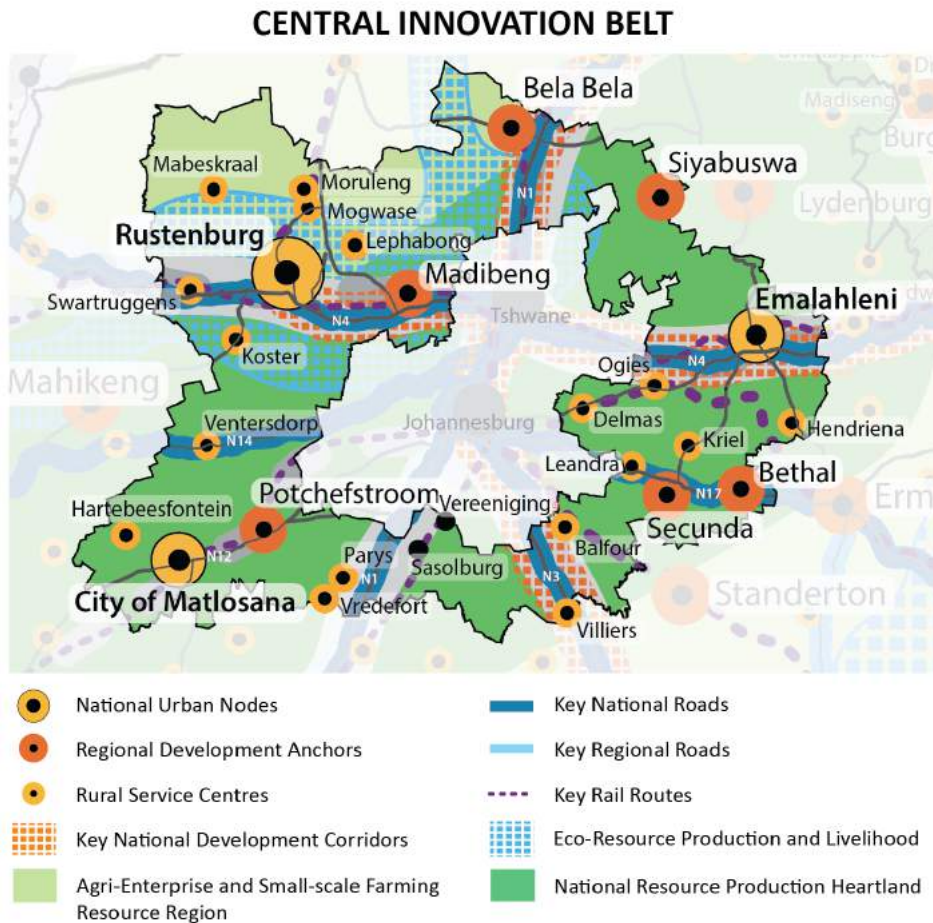 CENTRAL INNOVATION BELT
Bela Bela
Madiseng
Burg
Mabeskraal
Moruleng
Siyabuswa
N1
Mogwase
Lydenburg
Rustenburg
Lephabong
Madibeng
Emalahleni
Swartruggens
N4
Tshwane
Koster
Ogies
N4
Mahikeng
Delmas
Johannesburg
Ventersdorp
N14
Kriel
Hendriena
Leandra
Bethal
Potchefstroom
Vereeniging
N17
Erm
Hartebeesfontein
Secunda
N12
Parys
Balfour
N1
Sasolburg
N3
Standerton
City of Matlosana
Vredefort
Villiers
National Urban Nodes
Key National Roads
Regional Development Anchors
Key Regional Roads
Rural Service Centres
Key Rail Routes
Key National Development Corridors
Eco-Resource Production and Livelihood
Agri-Enterprise and Small-scale Farming
Resource Region
National Resource Production Heartland